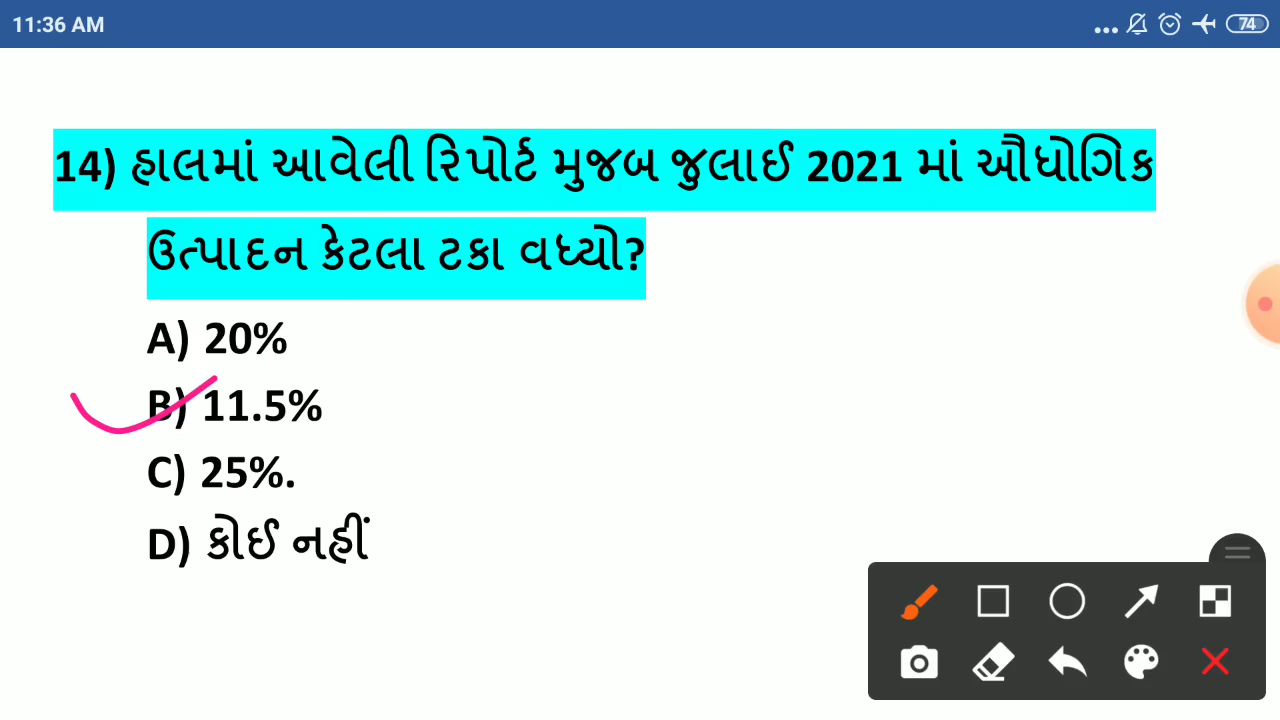 11:36 AM
74
14) હાલમાં આવેલી રિપોર્ટ મુજબ જુલાઈ 2021 માં ઔધોગિક
ઉત્પાદન કેટલા ટકા વધ્યો?
A) 20%
B) 11.5%
C) 25%.
D) કોઈ નહીં